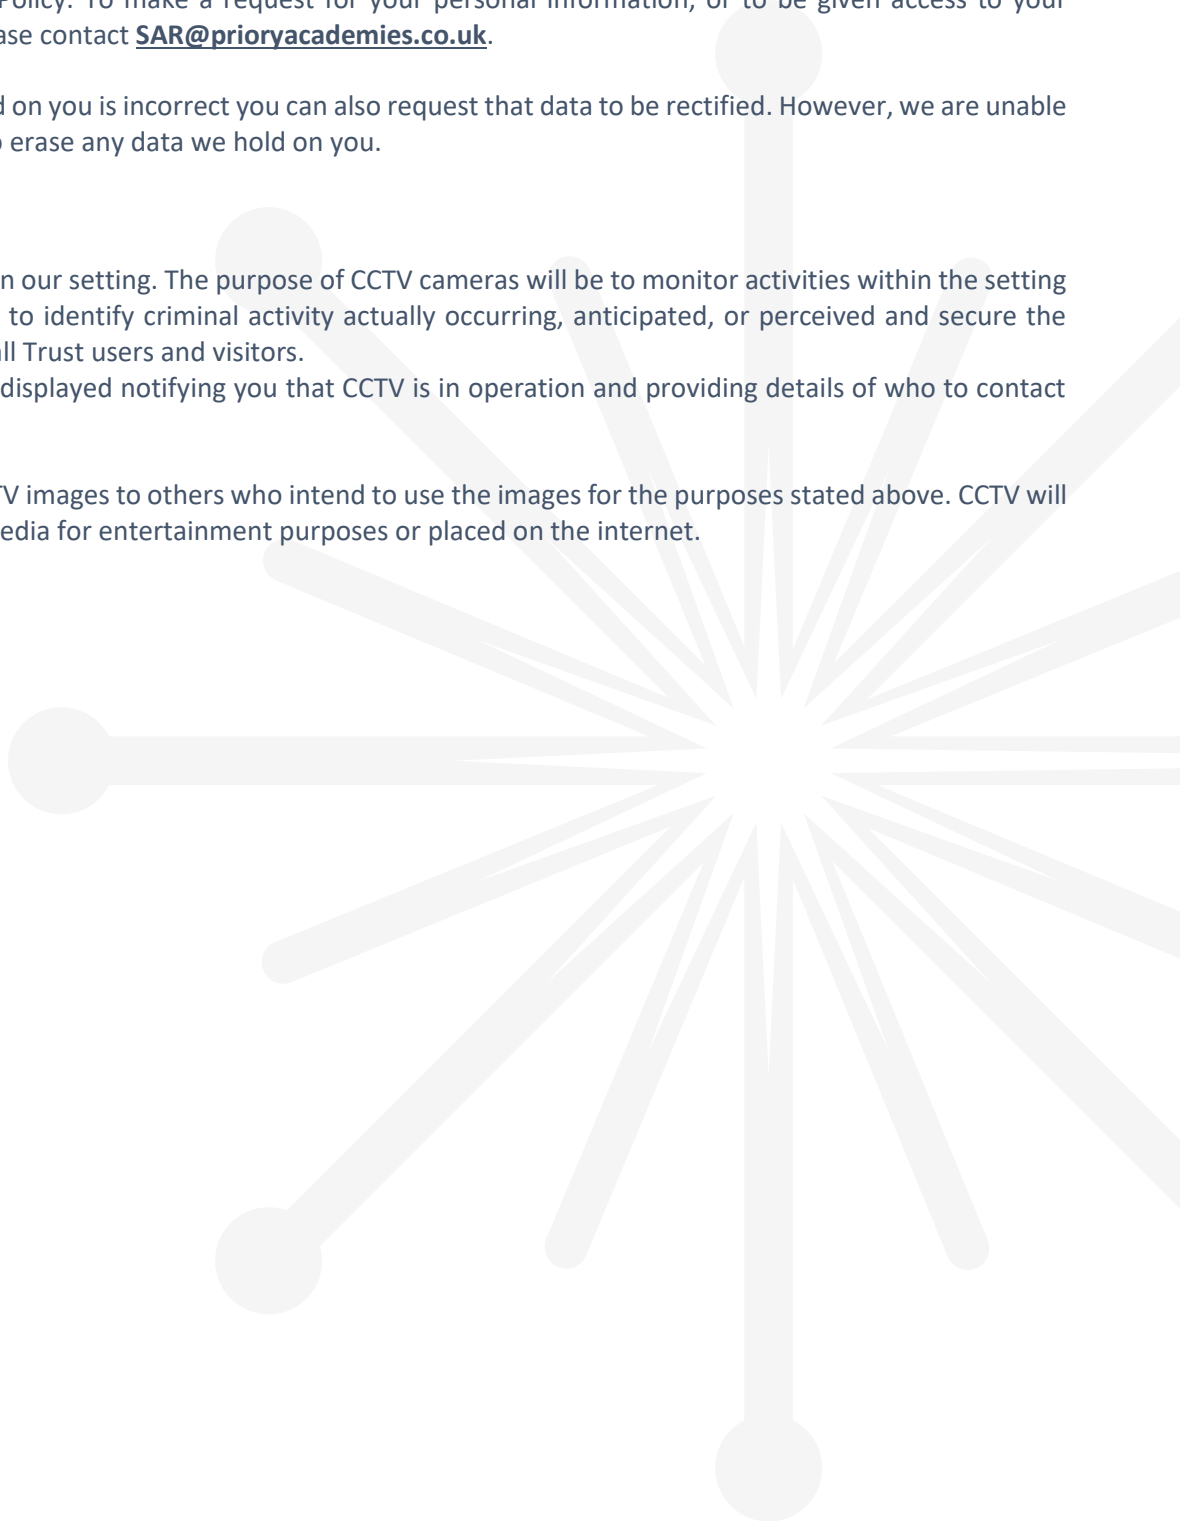 Policy. To make a request for your personal information, or to be given access to your
ase contact SAR@prioryacademies.co.uk.
d on you is incorrect you can also request that data to be rectified. However, we are unable
o erase any data we hold on you.
n our setting. The purpose of CCTV cameras will be to monitor activities within the setting
to identify criminal activity actually occurring, anticipated, or perceived and secure the
all Trust users and visitors.
displayed notifying you that CCTV is in operation and providing details of who to contact
TV images to others who intend to use the images for the purposes stated above. CCTV will
edia for entertainment purposes or placed on the internet.